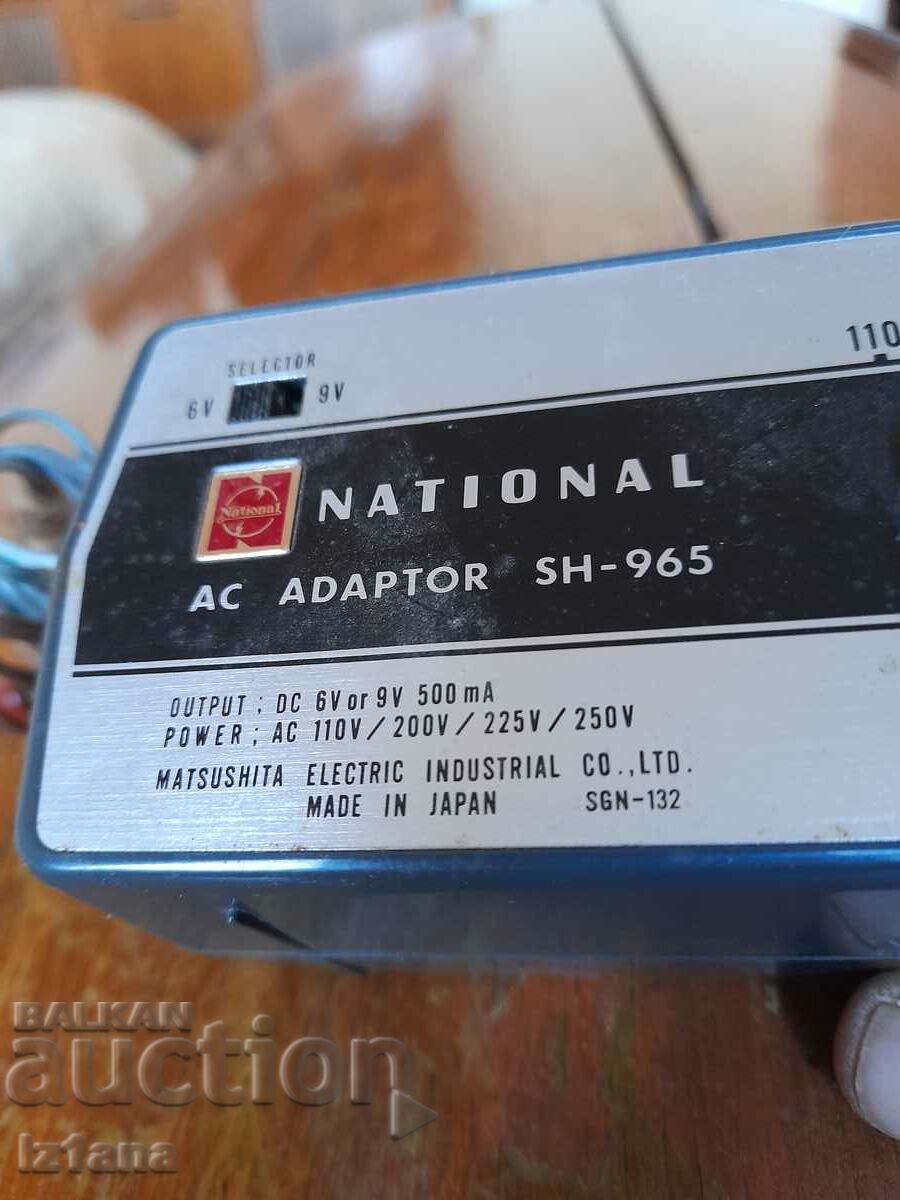 SELECTOR
6V 9V
110
National
NATIONAL
AC ADAPTOR SH-965
OUTPUT ; DC 6V or 9V 500mA
POWER ; AC 110V/200V/225V/250V
MATSUSHITA ELECTRIC INDUSTRIAL CO.,LTD.
MADE IN JAPAN SGN-132
BALKAN
auction
Iz1ana